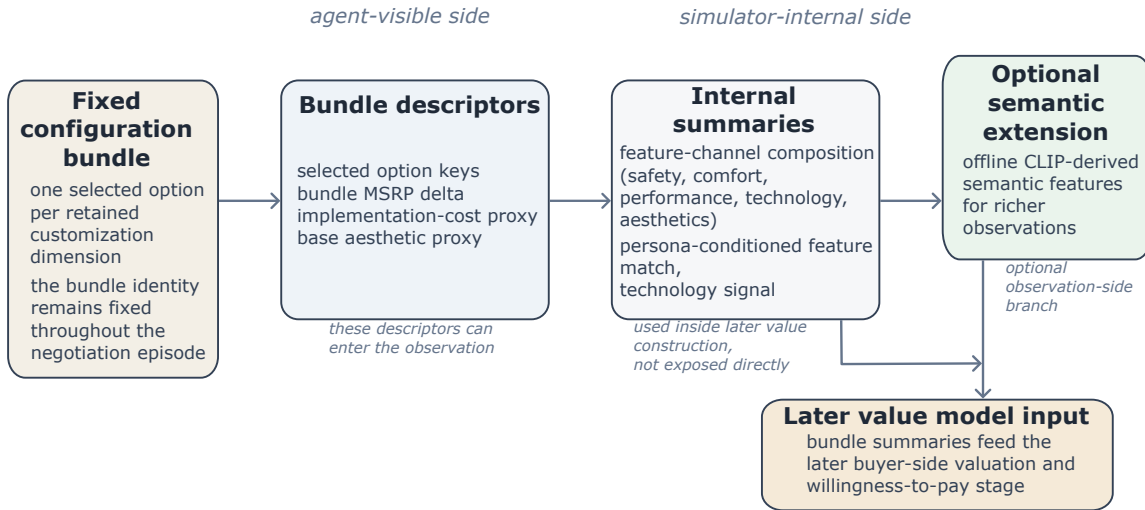 agent-visible side
simulator-internal side
Fixed
configuration
bundle
one selected option
per retained
customization
dimension
the bundle identity
remains fixed
throughout the
negotiation episode
Bundle descriptors
selected option keys
bundle MSRP delta
implementation-cost proxy
base aesthetic proxy
these descriptors can
enter the observation
Internal
summaries
feature-channel composition
(safety, comfort,
performance, technology,
aesthetics)
persona-conditioned feature
match,
technology signal
used inside later value
construction,
not exposed directly
Optional
semantic
extension
offline CLIP-derived
semantic features
for richer
observations
optional
observation-side
branch
Later value model input
bundle summaries feed the
later buyer-side valuation and
willingness-to-pay stage